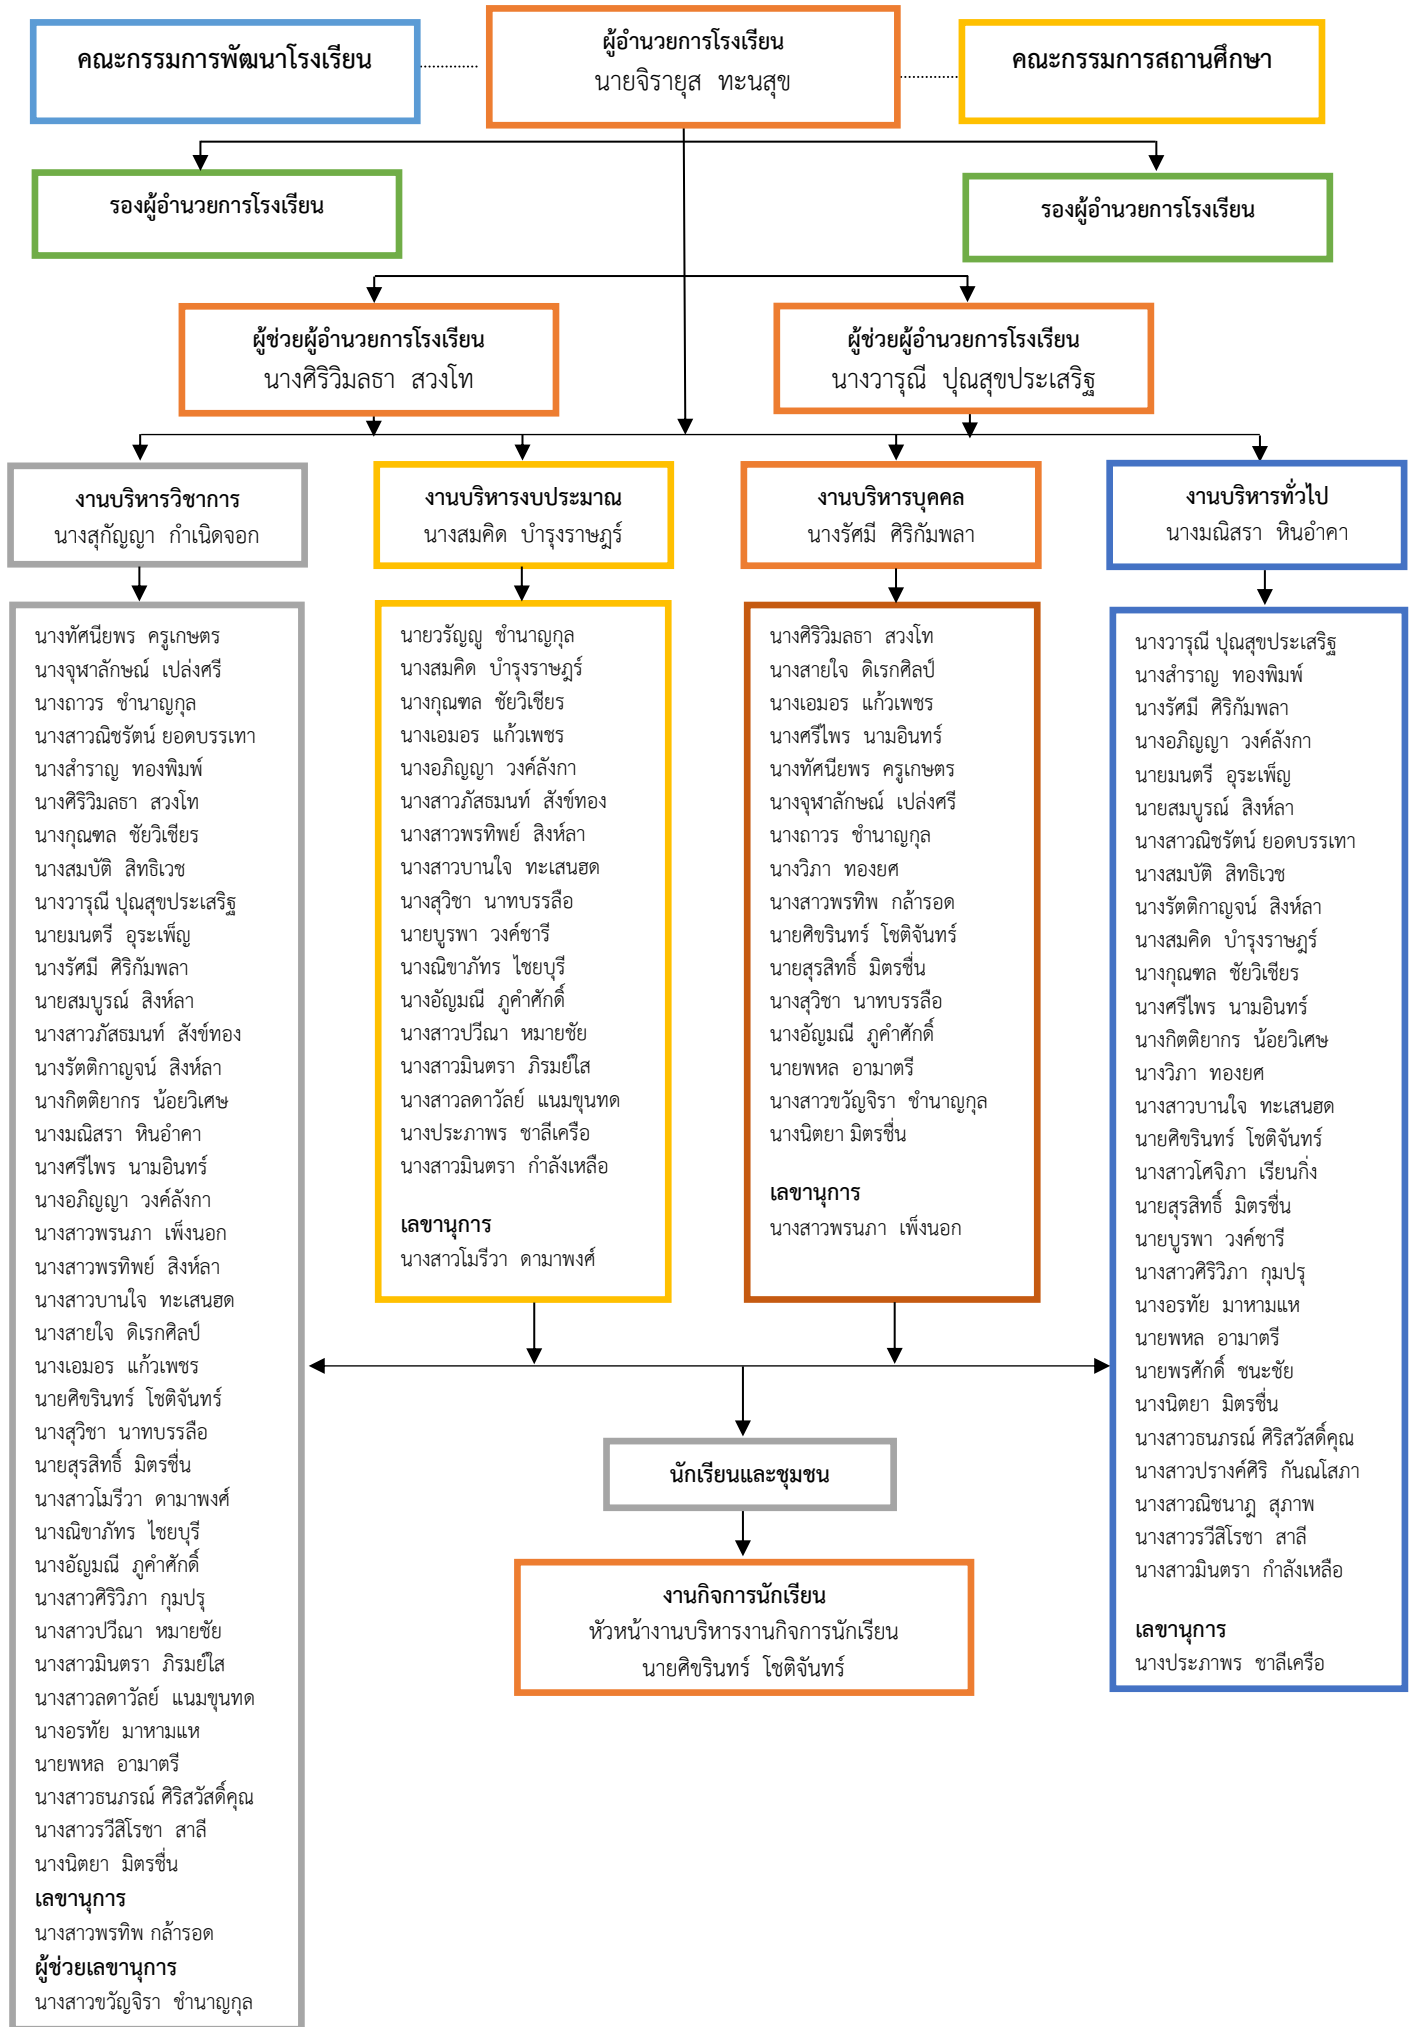 คณะกรรมการพัฒนาโรงเรียน
ผู้อำนวยการโรงเรียน
นายจิรายุส ทะนสุข
คณะกรรมการสถานศึกษา
รองผู้อำนวยการโรงเรียน
รองผู้อำนวยการโรงเรียน
ผู้ช่วยผู้อำนวยการโรงเรียน
นางศิริวิมลธา สวงโท
ผู้ช่วยผู้อำนวยการโรงเรียน
นางวารุณี ปุณสุขประเสริฐ
งานบริหารวิชาการ
นางสุกัญญา กำเนิดจอก
งานบริหารงบประมาณ
นางสมคิด บำรุงราษฎร์
งานบริหารบุคคล
นางรัศมี ศิริกัมพลา
งานบริหารทั่วไป
นางมณิสรา หินอำคา
นางทัศนียพร ครูเกษตร
นางจุฬาลักษณ์ เปล่งศรี
นางถาวร ชำนาญกุล
นางสาวณิชรัตน์ ยอดบรรเทา
นางสำราญ ทองพิมพ์
นางศิริวิมลธา สวงโท
นางกุณฑล ชัยวิเชียร
นางสมบัติ สิทธิเวช
นางวารุณี ปุณสุขประเสริฐ
นายมนตรี อุระเพ็ญ
นางรัศมี ศิริกัมพลา
นายสมบูรณ์ สิงห์ลา
นางสาวภัสธมนท์ สังข์ทอง
นางรัตติกาญจน์ สิงห์ลา
นางกิตติยากร น้อยวิเศษ
นางมณิสรา หินอำคา
นางศรีไพร นามอินทร์
นางอภิญญา วงค์ลังกา
นางสาวพรนภา เพ็งนอก
นางสาวพรทิพย์ สิงห์ลา
นางสาวบานใจ ทะเสนฮด
นางสายใจ ดิเรกศิลป์
นางเอมอร แก้วเพชร
นายศิขรินทร์ โชติจันทร์
นางสุวิชา นาทบรรลือ
นายสุรสิทธิ์ มิตรชื่น
นางสาวโมรีวา ดามาพงศ์
นางณิขาภัทร ไชยบุรี
นางอัญมณี ภูคำศักดิ์
นางสาวศิริวิภา กุมปรุ
นางสาวปวีณา หมายชัย
นางสาวมินตรา ภิรมย์ใส
นางสาวลดาวัลย์ แนมขุนทด
นางอรทัย มาหามแห
นายพหล อามาตรี
นางสาวธนภรณ์ ศิริสวัสดิ์คุณ
นางสาวรวีสิโรชา สาลี
นางนิตยา มิตรชื่น
เลขานุการ
นางสาวพรทิพ กล้ารอด
ผู้ช่วยเลขานุการ
นางสาวขวัญจิรา ชำนาญกุล
นายวรัญญู ชำนาญกุล
นางสมคิด บำรุงราษฎร์
นางกุณฑล ชัยวิเชียร
นางเอมอร แก้วเพชร
นางอภิญญา วงค์ลังกา
นางสาวภัสธมนท์ สังข์ทอง
นางสาวพรทิพย์ สิงห์ลา
นางสาวบานใจ ทะเสนฮด
นางสุวิชา นาทบรรลือ
นายบูรพา วงค์ชารี
นางณิขาภัทร ไชยบุรี
นางอัญมณี ภูคำศักดิ์
นางสาวปวีณา หมายชัย
นางสาวมินตรา ภิรมย์ใส
นางสาวลดาวัลย์ แนมขุนทด
นางประภาพร ชาลีเครือ
นางสาวมินตรา กำลังเหลือ
เลขานุการ
นางสาวโมรีวา ดามาพงศ์
นางศิริวิมลธา สวงโท
นางสายใจ ดิเรกศิลป์
นางเอมอร แก้วเพชร
นางศรีไพร นามอินทร์
นางทัศนียพร ครูเกษตร
นางจุฬาลักษณ์ เปล่งศรี
นางถาวร ชำนาญกุล
นางวิภา ทองยศ
นางสาวพรทิพ กล้ารอด
นายศิขรินทร์ โชติจันทร์
นายสุรสิทธิ์ มิตรชื่น
นางสุวิชา นาทบรรลือ
นางอัญมณี ภูคำศักดิ์
นายพหล อามาตรี
นางสาวขวัญจิรา ชำนาญกุล
นางนิตยา มิตรชื่น
เลขานุการ
นางสาวพรนภา เพ็งนอก
นางวารุณี ปุณสุขประเสริฐ
นางสำราญ ทองพิมพ์
นางรัศมี ศิริกัมพลา
นางอภิญญา วงค์ลังกา
นายมนตรี อุระเพ็ญ
นายสมบูรณ์ สิงห์ลา
นางสาวณิชรัตน์ ยอดบรรเทา
นางสมบัติ สิทธิเวช
นางรัตติกาญจน์ สิงห์ลา
นางสมคิด บำรุงราษฎร์
นางกุณฑล ชัยวิเชียร
นางศรีไพร นามอินทร์
นางกิตติยากร น้อยวิเศษ
นางวิภา ทองยศ
นางสาวบานใจ ทะเสนฮด
นายศิขรินทร์ โชติจันทร์
นางสาวโศจิภา เรียนกิ่ง
นายสุรสิทธิ์ มิตรชื่น
นายบูรพา วงค์ชารี
นางสาวศิริวิภา กุมปรุ
นางอรทัย มาหามแห
นายพหล อามาตรี
นายพรศักดิ์ ชนะชัย
นางนิตยา มิตรชื่น
นางสาวธนภรณ์ ศิริสวัสดิ์คุณ
นางสาวปรางค์ศิริ กันณโสภา
นางสาวณิชนาฎ สุภาพ
นางสาวรวีสิโรชา สาลี
นางสาวมินตรา กำลังเหลือ
เลขานุการ
นางประภาพร ชาลีเครือ
นักเรียนและชุมชน
งานกิจการนักเรียน
หัวหน้างานบริหารงานกิจการนักเรียน
นายศิขรินทร์ โชติจันทร์